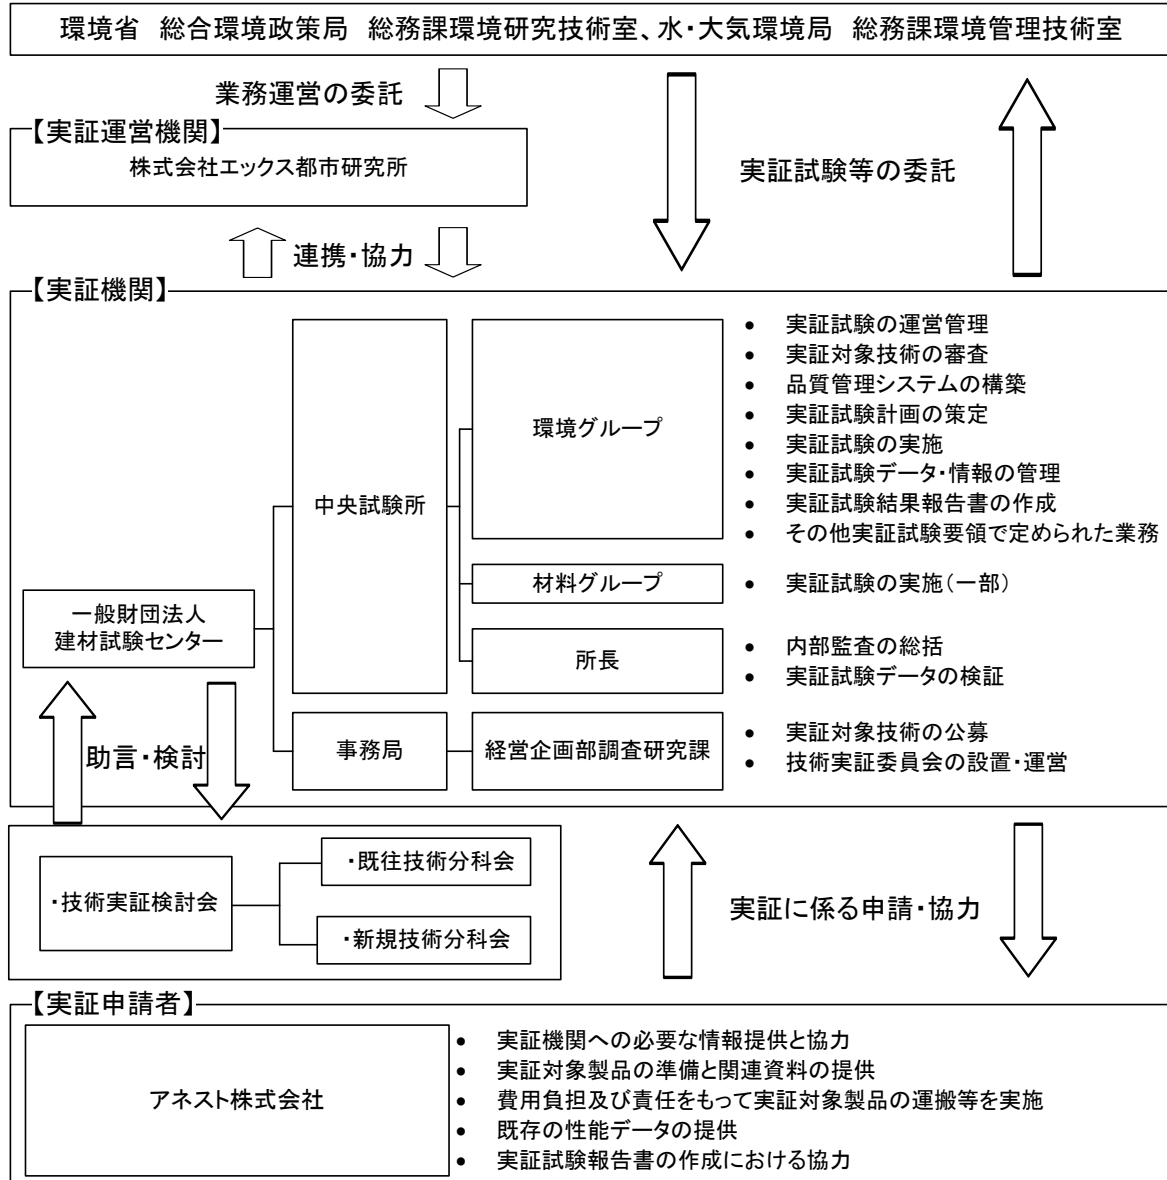 環境省　総合環境政策局　総務課環境研究技術室、水・大気環境局　総務課環境管理技術室
業務運営の委託
【実証運営機関】
株式会社エックス都市研究所
実証試験等の委託
連携・協力
【実証機関】
一般財団法人
建材試験センター
中央試験所
環境グループ
• 実証試験の運営管理
• 実証対象技術の審査
• 品質管理システムの構築
• 実証試験計画の策定
• 実証試験の実施
• 実証試験データ・情報の管理
• 実証試験結果報告書の作成
• その他実証試験要領で定められた業務
材料グループ
• 実証試験の実施（一部）
所長
• 内部監査の総括
• 実証試験データの検証
事務局
経営企画部調査研究課
• 実証対象技術の公募
• 技術実証委員会の設置・運営
助言・検討
・技術実証検討会
・既往技術分科会
・新規技術分科会
実証に係る申請・協力
【実証申請者】
アネスト株式会社
• 実証機関への必要な情報提供と協力
• 実証対象製品の準備と関連資料の提供
• 費用負担及び責任をもって実証対象製品の運搬等を実施
• 既存の性能データの提供
• 実証試験報告書の作成における協力